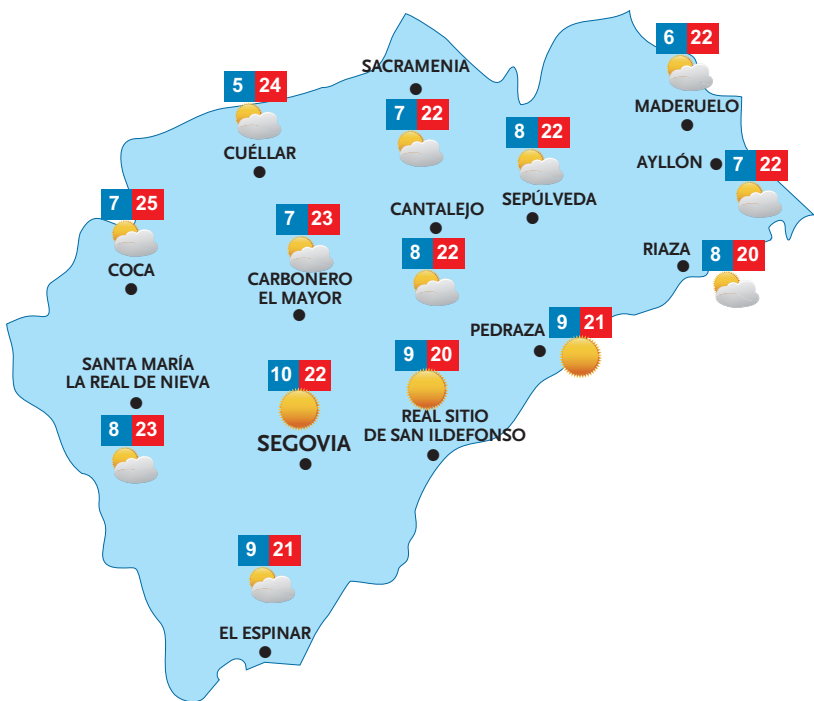 6 22
MADERUELO
SACRAMENIA
7 22
5 24
CUÉLLAR
8 22
SEPÚLVEDA
AYLLÓN
7 22
7 25
COCA
7 23
CARBONERO
EL MAYOR
CANTALEJO
8 22
RIAZA
8 20
PEDRAZA
9 21
SANTA MARÍA
LA REAL DE NIEVA
8 23
10 22
SEGOVIA
9 20
REAL SITIO
DE SAN ILDEFONSO
9 21
EL ESPINAR